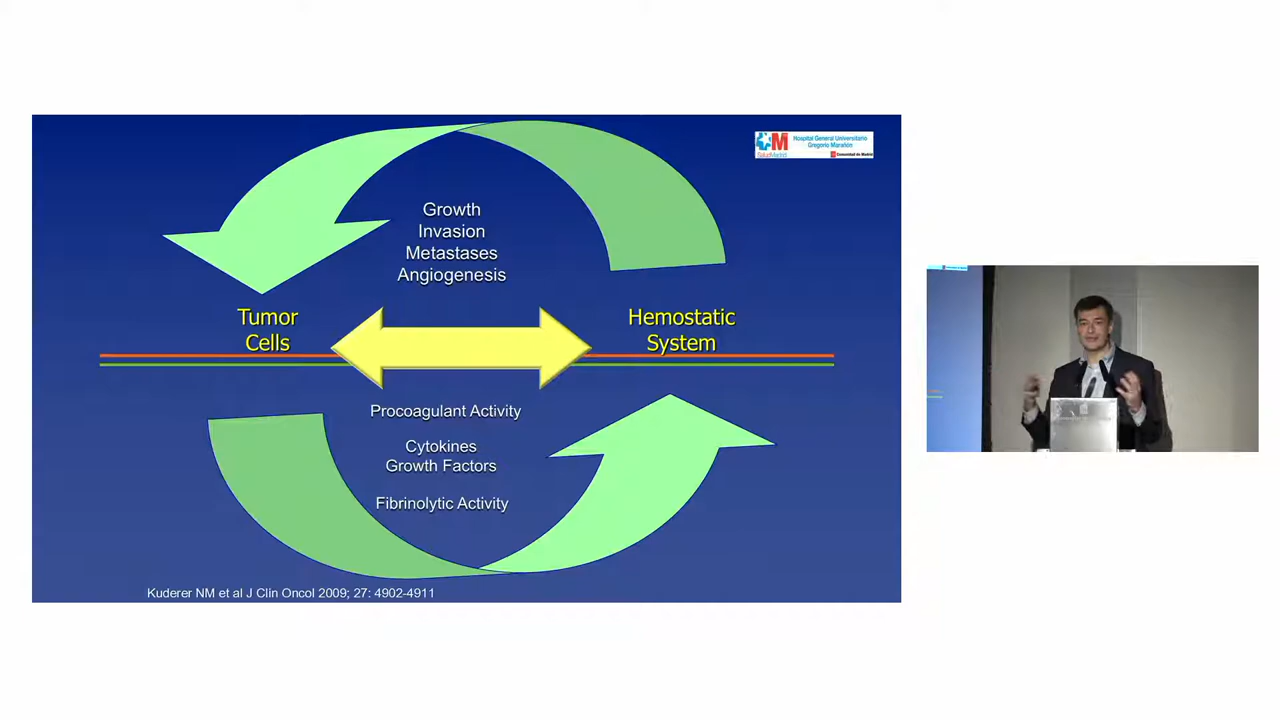 Hospital General Universitario
Gregorio Marañón
SaludMadrid
Comunidad de Madrid
Growth
Invasion
Metastases
Angiogenesis
Tumor
Cells
Hemostatic
System
Procoagulant Activity
Cytokines
Growth Factors
Fibrinolytic Activity
Kuderer NM et al J Clin Oncol 2009; 27: 4902-4911